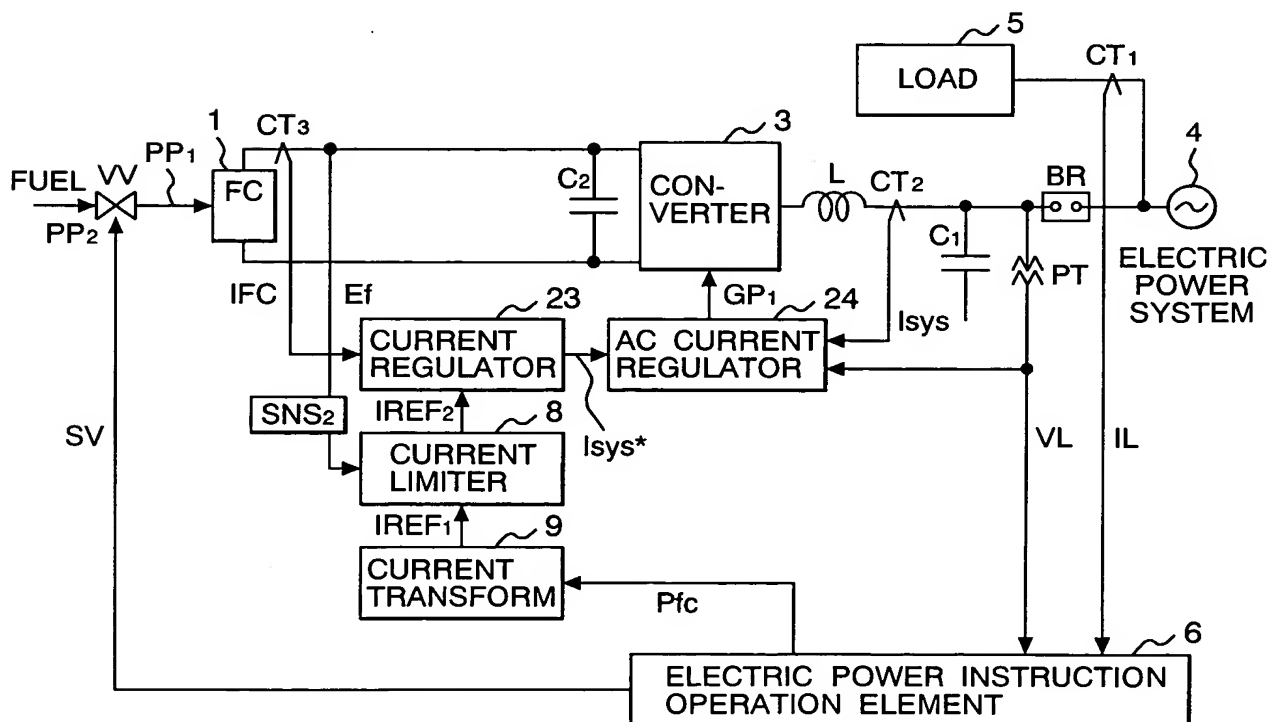 5
CT1
LOAD
1
CT3
3
4
PP1
VV
FUEL
FC
C2
CON-
VERTER
L
CT2
BR
PP2
C1
PT
ELECTRIC
POWER
SYSTEM
IFC
Ef
23
GP1
24
Isys
CURRENT
REGULATOR
AC CURRENT
REGULATOR
SNS2
IREF2
8
Isys*
SV
VL
IL
CURRENT
LIMITER
IREF1
9
CURRENT
TRANSFORM
Pfc
6
ELECTRIC POWER INSTRUCTION
OPERATION ELEMENT